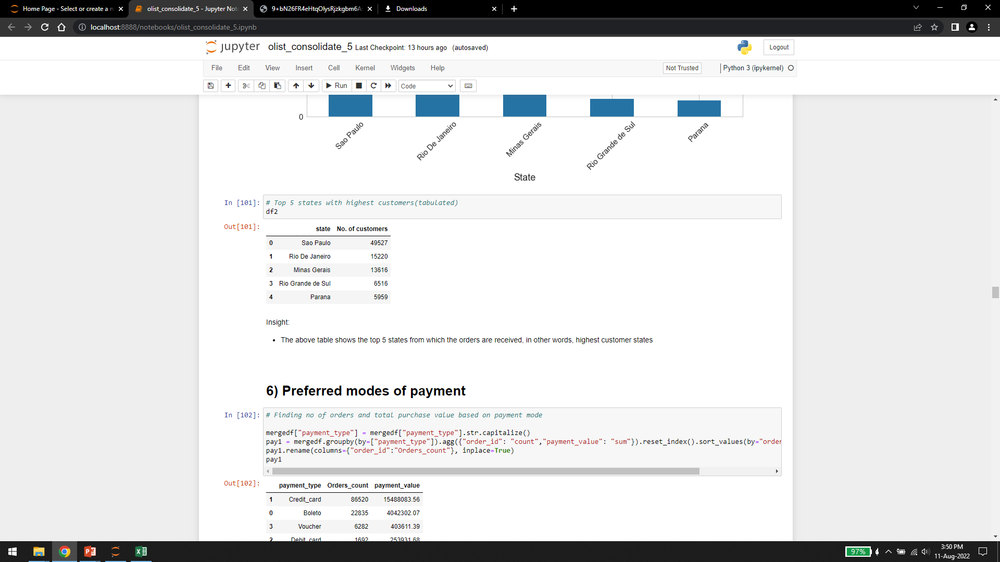 Home Page - Select or create a n
olist_consolidate_5 - Jupyter Not
9+bN26FR4eHtqOlysRjzkgbm6A
Downloads
localhost:8888/notebooks/olist_consolidate_5.ipynb
jupyter olist_consolidate_5 Last Checkpoint: 13 hours ago (autosaved)
Logout
File Edit View Insert Cell Kernel Widgets Help
Not Trusted
Python 3 (ipykernel)
Run
Code
0
Sao Paulo
Rio De Janeiro
Minas Gerais
Rio Grande de Sul
Parana
State
In [101]: # Top 5 states with highest customers(tabulated)
df2
Out[101]:
state No. of customers
0 Sao Paulo 49527
1 Rio De Janeiro 15220
2 Minas Gerais 13616
3 Rio Grande de Sul 6516
4 Parana 5959
Insight:
• The above table shows the top 5 states from which the orders are received, in other words, highest customer states
6) Preferred modes of payment
In [102]: # Finding no of orders and total purchase value based on payment mode
mergedf["payment_type"] = mergedf["payment_type"].str.capitalize()
pay1 = mergedf.groupby(by=["payment_type"]).agg({"order_id": "count","payment_value": "sum"}).reset_index().sort_values(by="order
pay1.rename(columns={"order_id":"Orders_count"}, inplace=True)
pay1
Out[102]:
payment_type Orders_count payment_value
1 Credit_card 86520 15488083.56
0 Boleto 22835 4042302.07
3 Voucher 6282 403611.39
2 Debit_card 1692 253931.68
97%
3:50 PM
11-Aug-2022